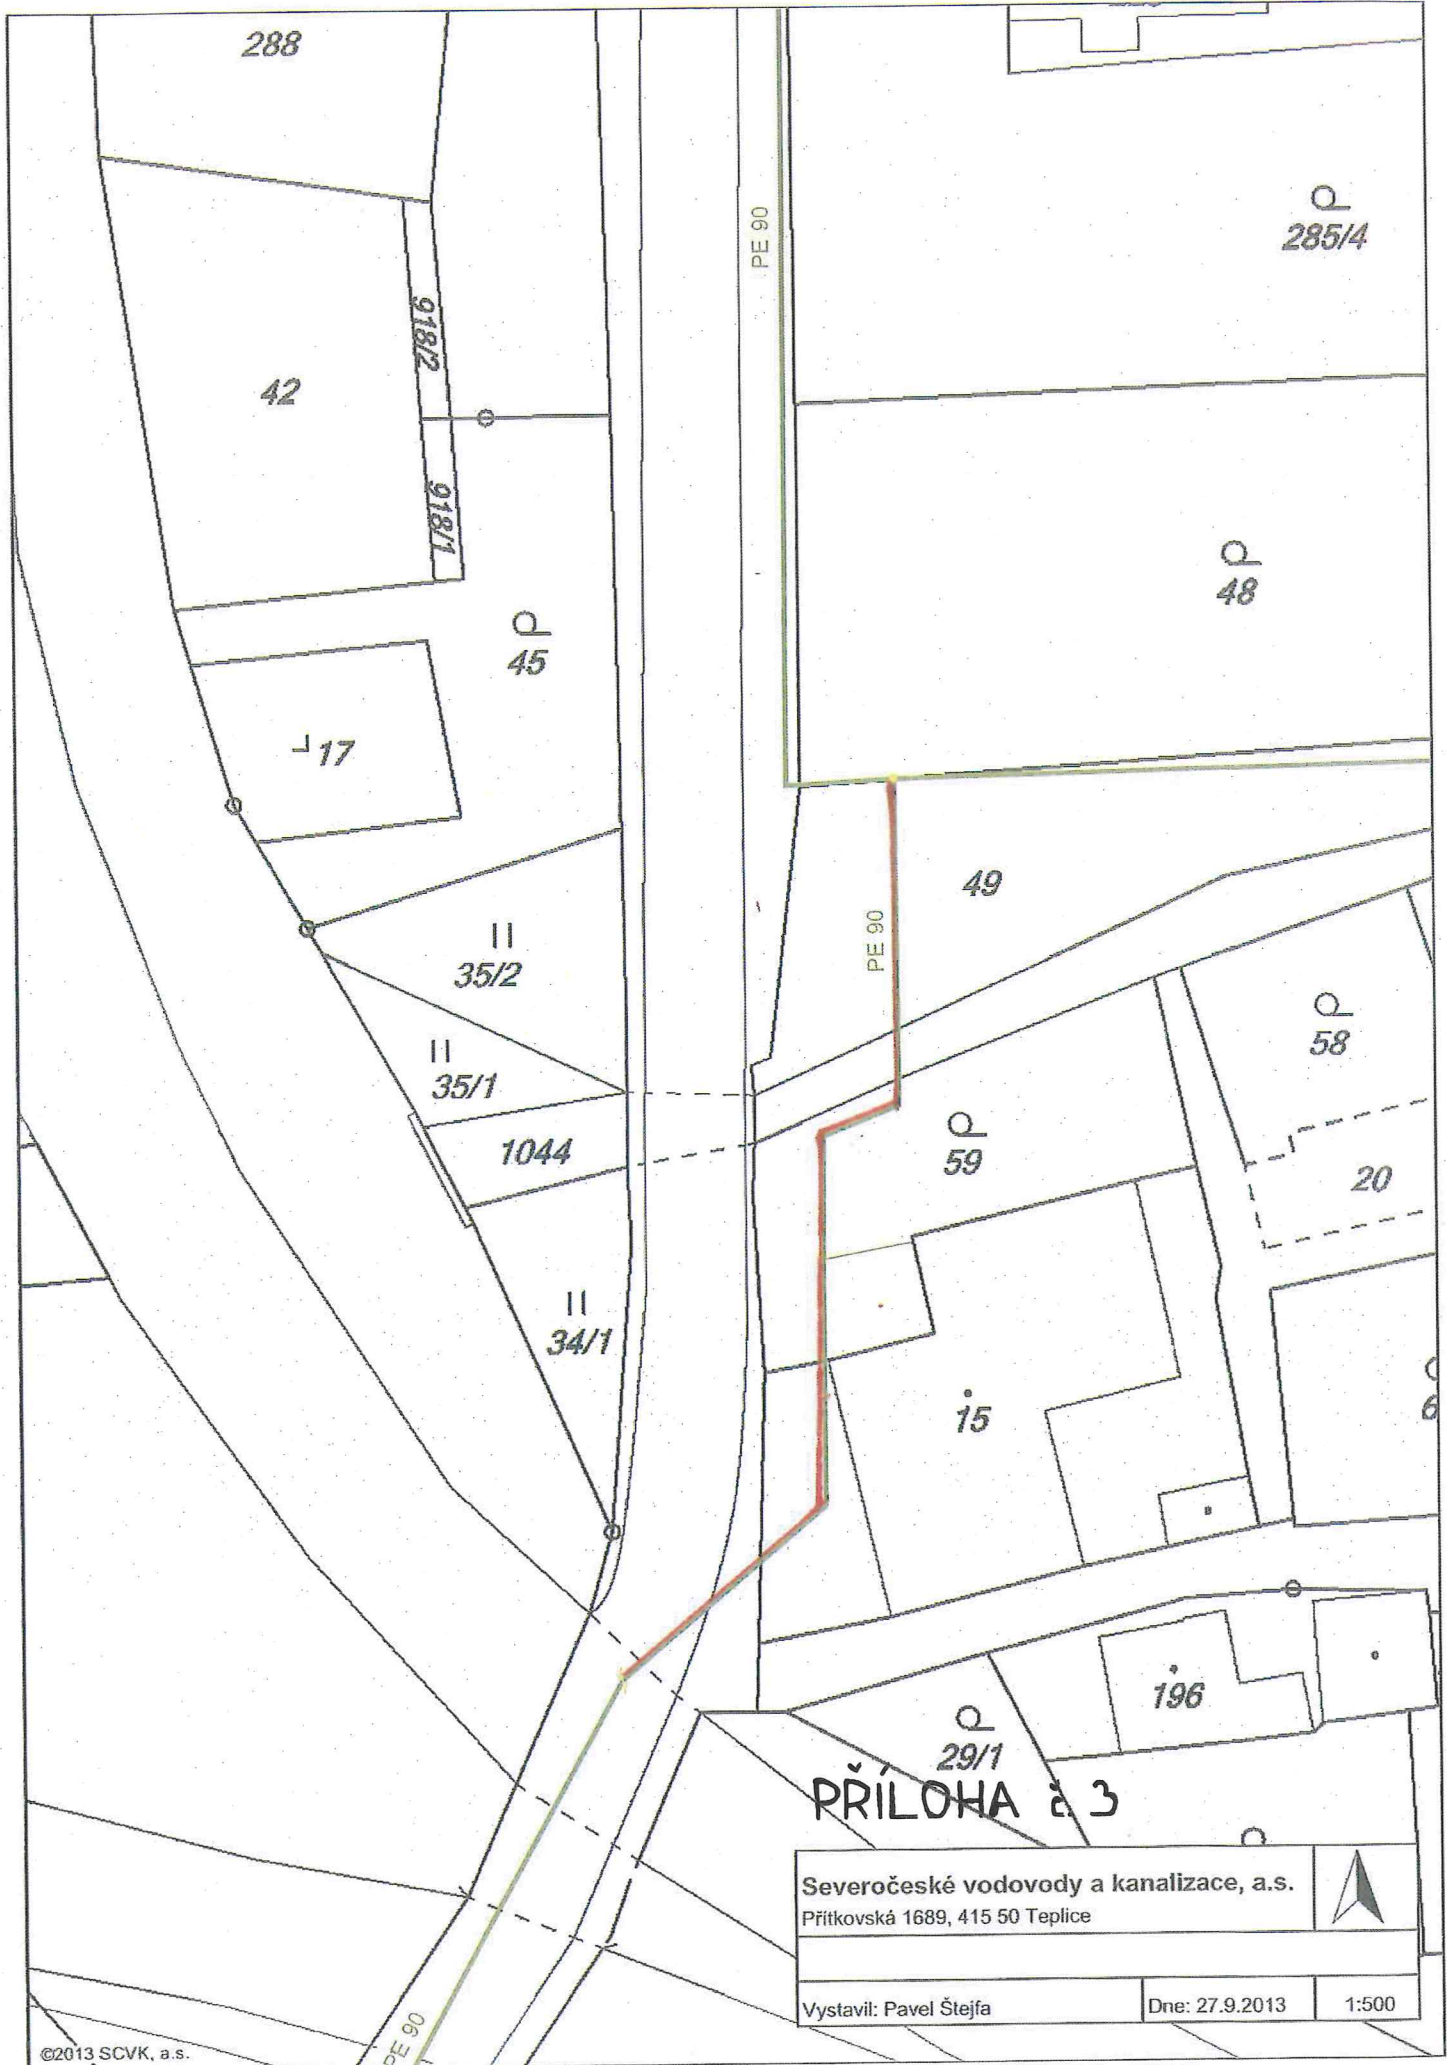 288
PE 90
285/4
918/2
42
918/1
48
45
17
49
PE 90
35/2
58
35/1
1044
59
20
34/1
15
6
196
29/1
PŘÍLOHA č. 3
Severočeské vodovody a kanalizace, a.s.
Přítkovská 1689, 415 50 Teplice
Vystavil: Pavel Štejfa
Dne: 27.9.2013
1:500
PE 90
©2013 SCVK, a.s.